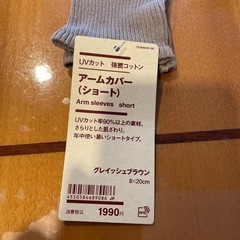 UVカット 強撚コットン
アームカバー
（ショート）
Arm sleeves short
UVカット率90％以上の素材。
さらりとした肌ざわり。
年中使い易いショートタイプ。
グレイッシュブラウン
8×20cm
4550584689086 JP
消費税込 1990円